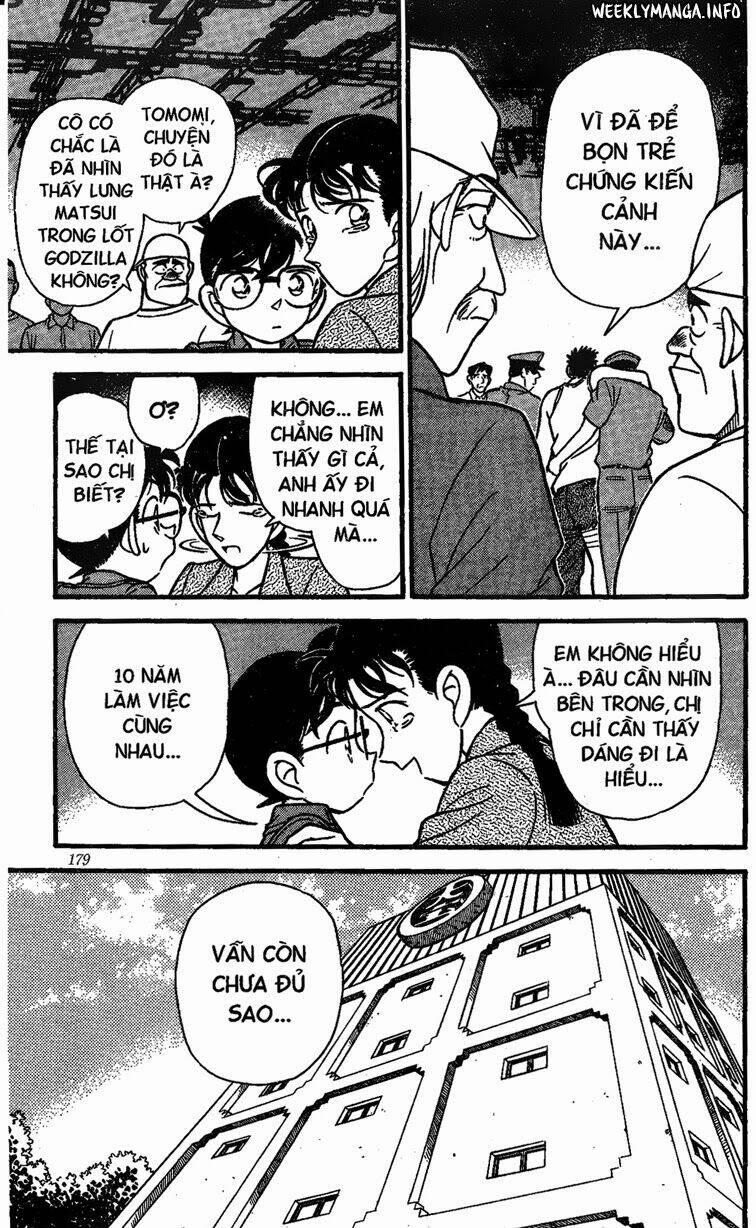 WEEKLYMANGA.INFO
VÌ ĐÃ ĐỂ
BỌN TRẺ
CHỨNG KIẾN
CẢNH
NÀY...
TOMOMI,
CHUYỆN
ĐÓ LÀ
THẬT À?
CÔ CÓ
CHẮC LÀ
ĐÃ NHÌN
THẤY LƯNG
MATSUI
TRONG LỐT
GODZILLA
KHÔNG?
KHÔNG... EM
CHẲNG NHÌN
THẤY GÌ CẢ,
ANH ẤY ĐI
NHANH QUÁ
MÀ...
Ơ?
THẾ TẠI
SAO CHỊ
BIẾT?
EM KHÔNG HIỂU
À... ĐÂU CẦN NHÌN
BÊN TRONG, CHỊ
CHỈ CẦN THẤY
DÁNG ĐI LÀ
HIỂU...
10 NĂM
LÀM VIỆC
CÙNG
NHAU...
179
VẪN CÒN
CHƯA ĐỦ
SAO...